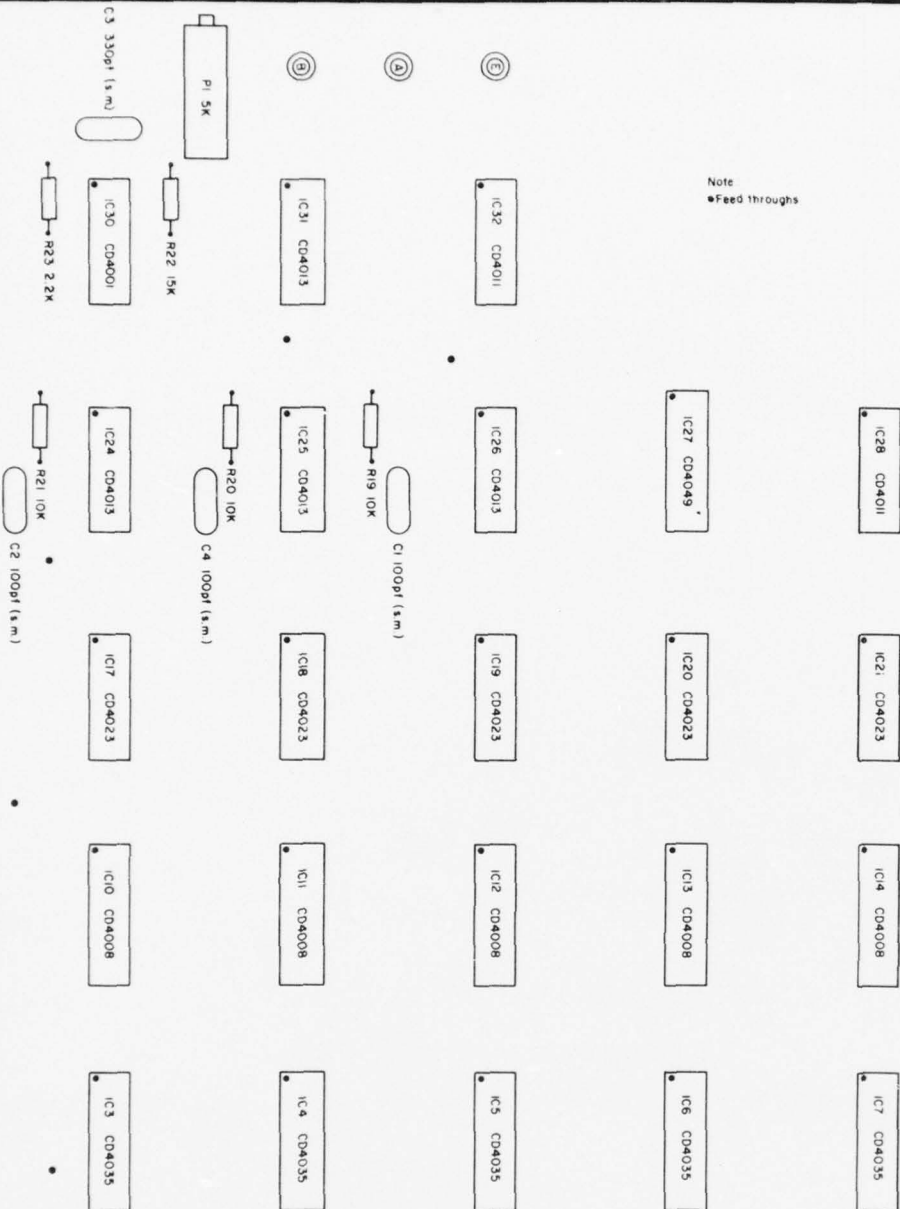 C3 330pf (s.m)
P1 5K
B
A
E
Note:
Feed throughs
R23 2.2K
IC30 CD4001
R22 15K
IC31 CD4013
IC32 CD4011
R21 10K
IC24 CD4013
R20 10K
IC25 CD4013
R19 10K
IC26 CD4013
IC27 CD4049
IC28 CD4011
C2 100pf (s.m)
C4 100pf (s.m)
C1 100pf (s.m.)
IC17 CD4023
IC18 CD4023
IC19 CD4023
IC20 CD4023
IC21 CD4023
IC10 CD4008
IC11 CD4008
IC12 CD4008
IC13 CD4008
IC14 CD4008
IC3 CD4035
IC4 CD4035
IC5 CD4035
IC6 CD4035
IC7 CD4035